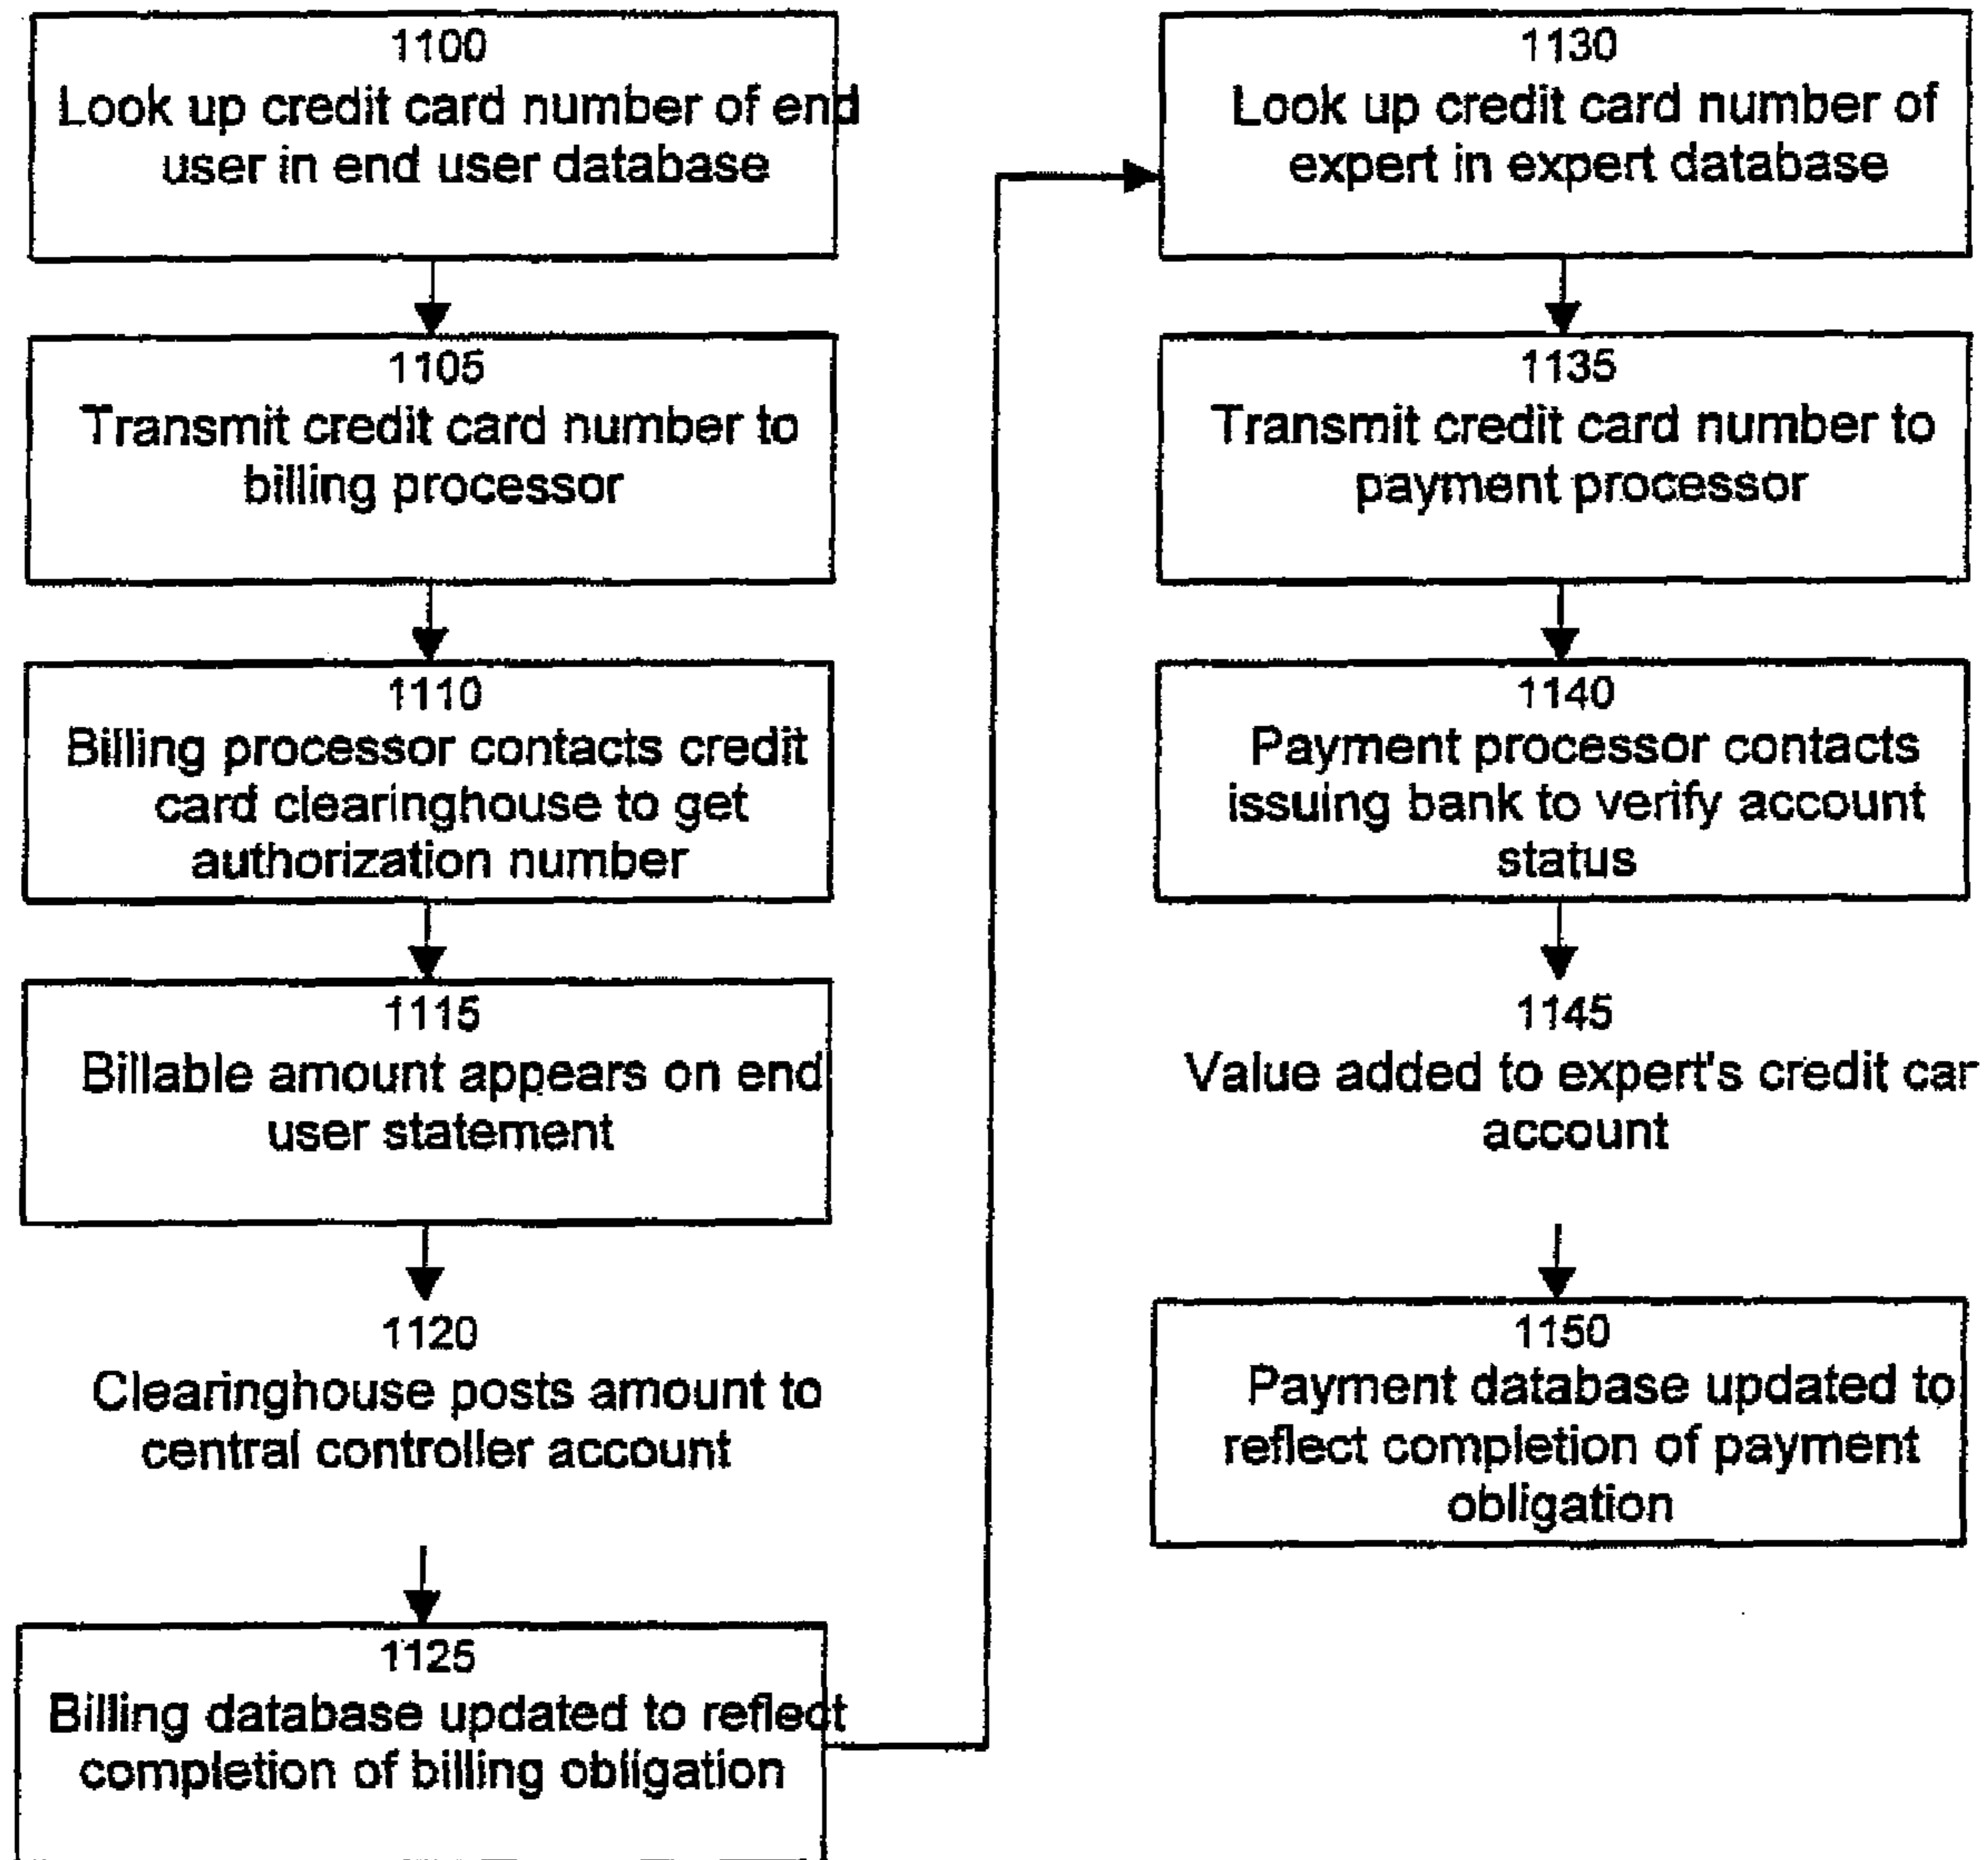 1100
Look up credit card number of end
user in end user database
1105
Transmit credit card number to
billing processor
1110
Billing processor contacts credit
card clearinghouse to get
authorization number
1115
Billable amount appears on end
user statement
1120
Clearinghouse posts amount to
central controller account
1125
Billing database updated to reflect
completion of billing obligation
1130
Look up credit card number of
expert in expert database
1135
Transmit credit card number to
payment processor
1140
Payment processor contacts
issuing bank to verify account
status
1145
Value added to expert's credit car
account
1150
Payment database updated to
reflect completion of payment
obligation